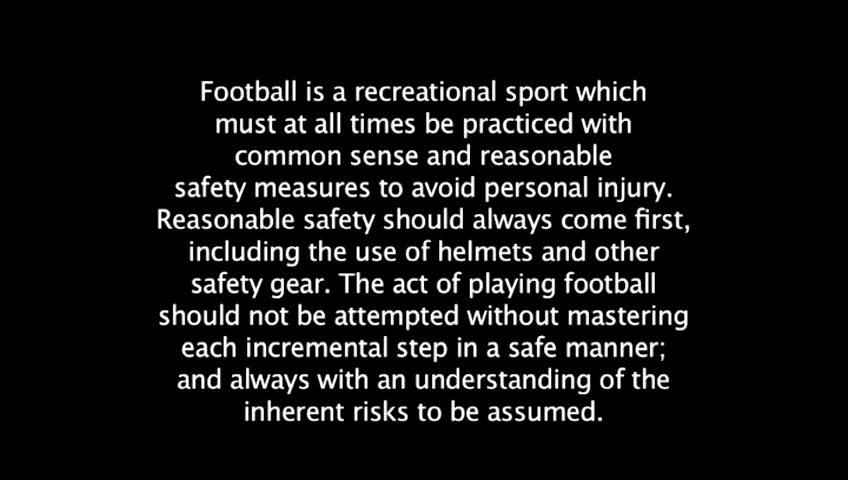 Football is a recreational sport which
must at all times be practiced with
common sense and reasonable
safety measures to avoid personal injury.
Reasonable safety should always come first,
including the use of helmets and other
safety gear. The act of playing football
should not be attempted without mastering
each incremental step in a safe manner;
and always with an understanding of the
inherent risks to be assumed.